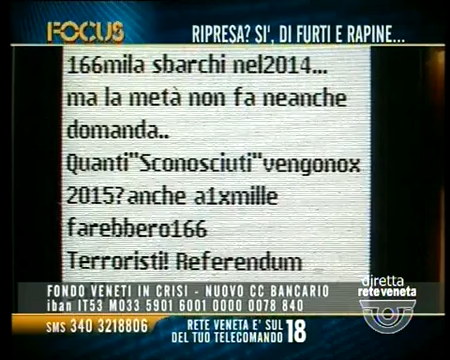 FOCUS
RIPRESA? SI', DI FURTI E RAPINE...
166mila sbarchi nel2014...
ma la metà non fa neanche
domanda..
Quanti"Sconosciuti"vengonox
2015?anche a1xmille
farebbero166
Terroristi! Referendum
diretta
reteveneta
FONDO VENETI IN CRISI - NUOVO CC BANCARIO
iban IT53 M033 5901 6001 0000 0078 840
SMS 340 3218806
RETE VENETA E' SUL
DEL TUO TELECOMANDO 18